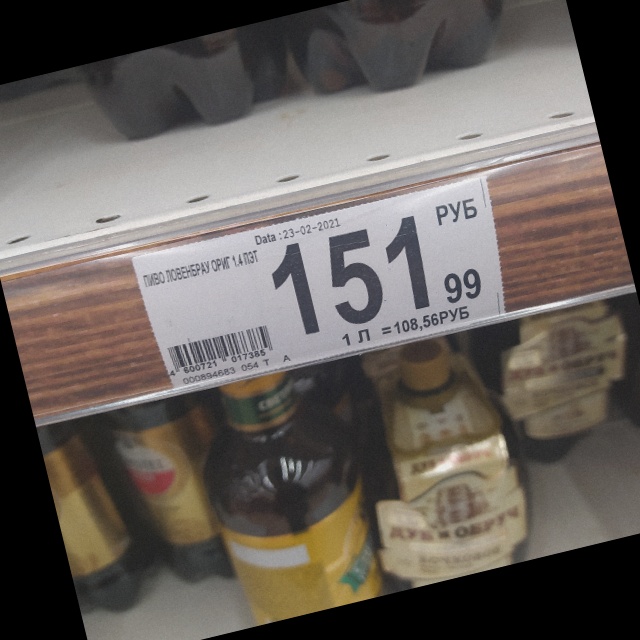 Data : 23-02-2021
ПИВО ЛОВЕНБРАУ ОРИГ 1.4 ПЭТ
151 99 РУБ
1 Л =108,56РУБ
4 600721 017385
000894683 054 Т А
ДУБ И ОБРУЧ